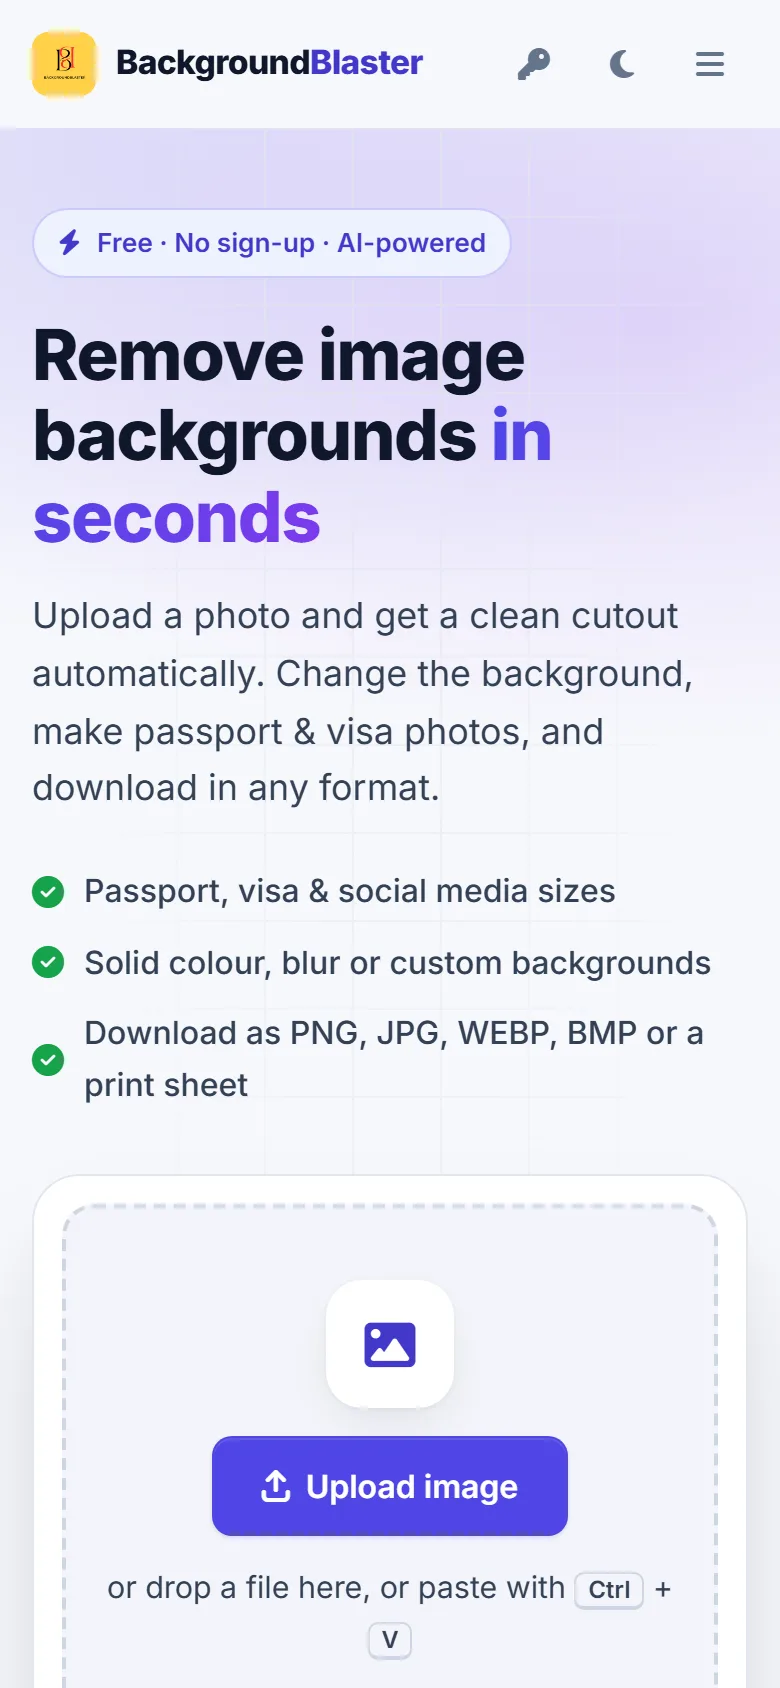 BACKGROUNDBLASTER
BackgroundBlaster
Free · No sign-up · AI-powered
Remove image
backgrounds in
seconds
Upload a photo and get a clean cutout
automatically. Change the background,
make passport & visa photos, and
download in any format.
Passport, visa & social media sizes
Solid colour, blur or custom backgrounds
Download as PNG, JPG, WEBP, BMP or a
print sheet
Upload image
or drop a file here, or paste with Ctrl +
V